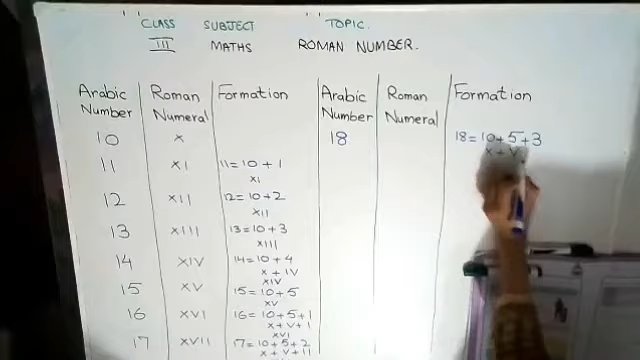 CLASS SUBJECT TOPIC.
III MATHS ROMAN NUMBER.
Arabic Number Roman Numeral Formation Arabic Number Roman Numeral Formation
10 X 18 18=10+5+3
X+V
11 XI 11=10+1
XI
12 XII 12=10+2
XII
13 XIII 13=10+3
XIII
14 XIV 14=10+4
X+IV
XIV
15 XV 15=10+5
XV
16 XVI 16=10+5+1
X+V+I
XVI
17 XVII 17=10+5+2
X+V+II